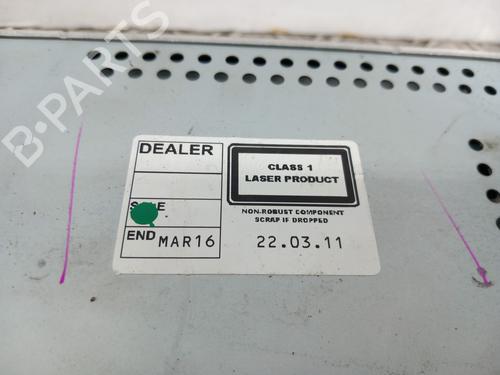 B-PARTS
DEALER
CLASS 1
LASER PRODUCT
NON-ROBUST COMPONENT
SCRAP IF DROPPED
END MAR16
22.03.11